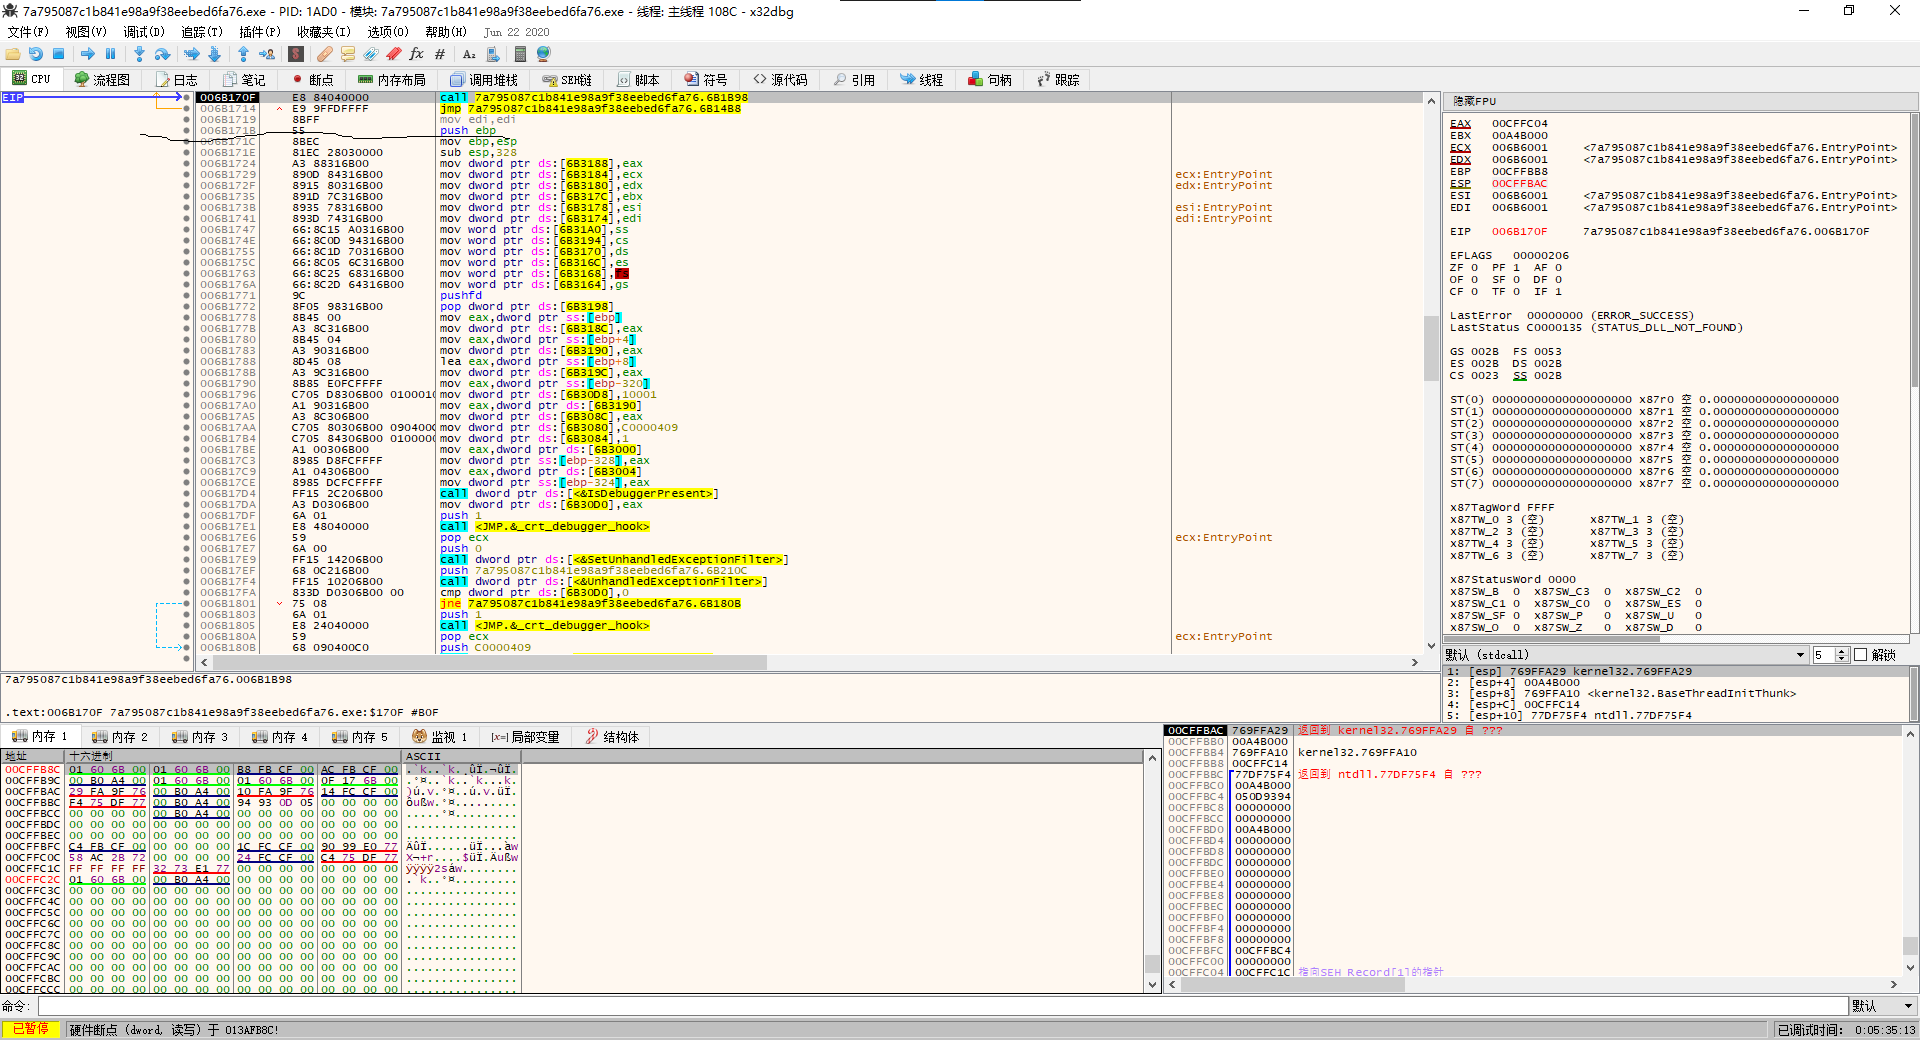 7a795087c1b841e98a9f38eebed6fa76.exe - PID: 1AD0 - 模块: 7a795087c1b841e98a9f38eebed6fa76.exe - 线程: 主线程 108C - x32dbg
文件(F) 视图(V) 调试(D) 追踪(T) 插件(P) 收藏夹(I) 选项(O) 帮助(H) Jun 22 2020
CPU 流程图 日志 笔记 断点 内存布局 调用堆栈 SEH链 脚本 符号 源代码 引用 线程 句柄 跟踪
EIP
006B170F E8 84040000 call 7a795087c1b841e98a9f38eebed6fa76.6B1B98
006B1714 E9 9FFDFFFF jmp 7a795087c1b841e98a9f38eebed6fa76.6B14B8
006B1719 8BFF mov edi,edi
006B171B 55 push ebp
006B171C 8BEC mov ebp,esp
006B171E 81EC 28030000 sub esp,328
006B1724 A3 88316B00 mov dword ptr ds:[6B3188],eax
006B1729 890D 84316B00 mov dword ptr ds:[6B3184],ecx ecx:EntryPoint
006B172F 8915 80316B00 mov dword ptr ds:[6B3180],edx edx:EntryPoint
006B1735 891D 7C316B00 mov dword ptr ds:[6B317C],ebx
006B173B 8935 78316B00 mov dword ptr ds:[6B3178],esi esi:EntryPoint
006B1741 893D 74316B00 mov dword ptr ds:[6B3174],edi edi:EntryPoint
006B1747 66:8C15 A0316B00 mov word ptr ds:[6B31A0],ss
006B174E 66:8C0D 94316B00 mov word ptr ds:[6B3194],cs
006B1755 66:8C1D 70316B00 mov word ptr ds:[6B3170],ds
006B175C 66:8C05 6C316B00 mov word ptr ds:[6B316C],es
006B1763 66:8C25 68316B00 mov word ptr ds:[6B3168],fs
006B176A 66:8C2D 64316B00 mov word ptr ds:[6B3164],gs
006B1771 9C pushfd
006B1772 8F05 98316B00 pop dword ptr ds:[6B3198]
006B1778 8B45 00 mov eax,dword ptr ss:[ebp]
006B177B A3 8C316B00 mov dword ptr ds:[6B318C],eax
006B1780 8B45 04 mov eax,dword ptr ss:[ebp+4]
006B1783 A3 90316B00 mov dword ptr ds:[6B3190],eax
006B1788 8D45 08 lea eax,dword ptr ss:[ebp+8]
006B178B A3 9C316B00 mov dword ptr ds:[6B319C],eax
006B1790 8B85 E0FCFFFF mov eax,dword ptr ss:[ebp-320]
006B1796 C705 D8306B00 010001 mov dword ptr ds:[6B30D8],10001
006B17A0 A1 90316B00 mov eax,dword ptr ds:[6B3190]
006B17A5 A3 8C306B00 mov dword ptr ds:[6B308C],eax
006B17AA C705 80306B00 090400 mov dword ptr ds:[6B3080],C0000409
006B17B4 C705 84306B00 010000 mov dword ptr ds:[6B3084],1
006B17BE A1 00306B00 mov eax,dword ptr ds:[6B3000]
006B17C3 8985 D8FCFFFF mov dword ptr ss:[ebp-328],eax
006B17C9 A1 04306B00 mov eax,dword ptr ds:[6B3004]
006B17CE 8985 DCFCFFFF mov dword ptr ss:[ebp-324],eax
006B17D4 FF15 2C206B00 call dword ptr ds:[<&IsDebuggerPresent>]
006B17DA A3 D0306B00 mov dword ptr ds:[6B30D0],eax
006B17DF 6A 01 push 1
006B17E1 E8 48040000 call <JMP.&_crt_debugger_hook>
006B17E6 59 pop ecx ecx:EntryPoint
006B17E7 6A 00 push 0
006B17E9 FF15 14206B00 call dword ptr ds:[<&SetUnhandledExceptionFilter>]
006B17EF 68 0C216B00 push 7a795087c1b841e98a9f38eebed6fa76.6B210C
006B17F4 FF15 10206B00 call dword ptr ds:[<&UnhandledExceptionFilter>]
006B17FA 833D D0306B00 00 cmp dword ptr ds:[6B30D0],0
006B1801 75 08 jne 7a795087c1b841e98a9f38eebed6fa76.6B180B
006B1803 6A 01 push 1
006B1805 E8 24040000 call <JMP.&_crt_debugger_hook>
006B180A 59 pop ecx ecx:EntryPoint
006B180B 68 090400C0 push C0000409
7a795087c1b841e98a9f38eebed6fa76.006B1B98
.text:006B170F 7a795087c1b841e98a9f38eebed6fa76.exe:$170F #B0F
隐藏FPU
EAX 00CFFC04
EBX 00A4B000
ECX 006B6001 <7a795087c1b841e98a9f38eebed6fa76.EntryPoint>
EDX 006B6001 <7a795087c1b841e98a9f38eebed6fa76.EntryPoint>
EBP 00CFFBB8
ESP 00CFFBAC
ESI 006B6001 <7a795087c1b841e98a9f38eebed6fa76.EntryPoint>
EDI 006B6001 <7a795087c1b841e98a9f38eebed6fa76.EntryPoint>
EIP 006B170F 7a795087c1b841e98a9f38eebed6fa76.006B170F
EFLAGS 00000206
ZF 0 PF 1 AF 0
OF 0 SF 0 DF 0
CF 0 TF 0 IF 1
LastError 00000000 (ERROR_SUCCESS)
LastStatus C0000135 (STATUS_DLL_NOT_FOUND)
GS 002B FS 0053
ES 002B DS 002B
CS 0023 SS 002B
ST(0) 00000000000000000000 x87r0 空 0.000000000000000000
ST(1) 00000000000000000000 x87r1 空 0.000000000000000000
ST(2) 00000000000000000000 x87r2 空 0.000000000000000000
ST(3) 00000000000000000000 x87r3 空 0.000000000000000000
ST(4) 00000000000000000000 x87r4 空 0.000000000000000000
ST(5) 00000000000000000000 x87r5 空 0.000000000000000000
ST(6) 00000000000000000000 x87r6 空 0.000000000000000000
ST(7) 00000000000000000000 x87r7 空 0.000000000000000000
x87TagWord FFFF
x87TW_0 3 (空) x87TW_1 3 (空)
x87TW_2 3 (空) x87TW_3 3 (空)
x87TW_4 3 (空) x87TW_5 3 (空)
x87TW_6 3 (空) x87TW_7 3 (空)
x87StatusWord 0000
x87SW_B 0 x87SW_C3 0 x87SW_C2 0
x87SW_C1 0 x87SW_C0 0 x87SW_ES 0
x87SW_SF 0 x87SW_P 0 x87SW_U 0
x87SW_O 0 x87SW_Z 0 x87SW_D 0
默认 (stdcall) 5 解锁
1: [esp] 769FFA29 kernel32.769FFA29
2: [esp+4] 00A4B000
3: [esp+8] 769FFA10 <kernel32.BaseThreadInitThunk>
4: [esp+C] 00CFFC14
5: [esp+10] 77DF75F4 ntdll.77DF75F4
内存 1 内存 2 内存 3 内存 4 内存 5 监视 1 [x=] 局部变量 结构体
地址 十六进制 ASCII
00CFFB8C 01 60 6B 00 01 60 6B 00 B8 FB CF 00 AC FB CF 00 .`k..`k.¸ûÏ.¬ûÏ.
00CFFB9C 00 B0 A4 00 01 60 6B 00 01 60 6B 00 0F 17 6B 00 .°¤..`k..`k...k.
00CFFBAC 29 FA 9F 76 00 B0 A4 00 10 FA 9F 76 14 FC CF 00 )ú.v.°¤..ú.v.üÏ.
00CFFBBC F4 75 DF 77 00 B0 A4 00 94 93 0D 05 00 00 00 00 ôußw.°¤.........
00CFFBCC 00 00 00 00 00 B0 A4 00 00 00 00 00 00 00 00 00 .....°¤.........
00CFFBDC 00 00 00 00 00 00 00 00 00 00 00 00 00 00 00 00 ................
00CFFBEC 00 00 00 00 00 00 00 00 00 00 00 00 00 00 00 00 ................
00CFFBFC C4 FB CF 00 00 00 00 00 1C FC CF 00 90 99 E0 77 ÄûÏ......üÏ...àw
00CFFC0C 58 AC 2B 72 00 00 00 00 24 FC CF 00 C4 75 DF 77 X¬+r....$üÏ.Äußw
00CFFC1C FF FF FF FF 32 73 E1 77 00 00 00 00 00 00 00 00 ÿÿÿÿ2sáw........
00CFFC2C 01 60 6B 00 00 B0 A4 00 00 00 00 00 00 00 00 00 .`k..°¤.........
00CFFC3C 00 00 00 00 00 00 00 00 00 00 00 00 00 00 00 00 ................
00CFFC4C 00 00 00 00 00 00 00 00 00 00 00 00 00 00 00 00 ................
00CFFC5C 00 00 00 00 00 00 00 00 00 00 00 00 00 00 00 00 ................
00CFFC6C 00 00 00 00 00 00 00 00 00 00 00 00 00 00 00 00 ................
00CFFC7C 00 00 00 00 00 00 00 00 00 00 00 00 00 00 00 00 ................
00CFFC8C 00 00 00 00 00 00 00 00 00 00 00 00 00 00 00 00 ................
00CFFC9C 00 00 00 00 00 00 00 00 00 00 00 00 00 00 00 00 ................
00CFFCAC 00 00 00 00 00 00 00 00 00 00 00 00 00 00 00 00 ................
00CFFCBC 00 00 00 00 00 00 00 00 00 00 00 00 00 00 00 00 ................
00CFFCCC 00 00 00 00 00 00 00 00 00 00 00 00 00 00 00 00 ................
00CFFBAC 769FFA29 返回到 kernel32.769FFA29 自 ???
00CFFBB0 00A4B000
00CFFBB4 769FFA10 kernel32.769FFA10
00CFFBB8 00CFFC14
00CFFBBC 77DF75F4 返回到 ntdll.77DF75F4 自 ???
00CFFBC0 00A4B000
00CFFBC4 050D9394
00CFFBC8 00000000
00CFFBCC 00000000
00CFFBD0 00A4B000
00CFFBD4 00000000
00CFFBD8 00000000
00CFFBDC 00000000
00CFFBE0 00000000
00CFFBE4 00000000
00CFFBE8 00000000
00CFFBEC 00000000
00CFFBF0 00000000
00CFFBF4 00000000
00CFFBF8 00000000
00CFFBFC 00CFFBC4
00CFFC00 00000000
00CFFC04 00CFFC1C 指向SEH_Record[1]的指针
命令: 默认
已暂停 硬件断点 (dword, 读写) 于 013AFB8C! 已调试时间: 0:05:35:13